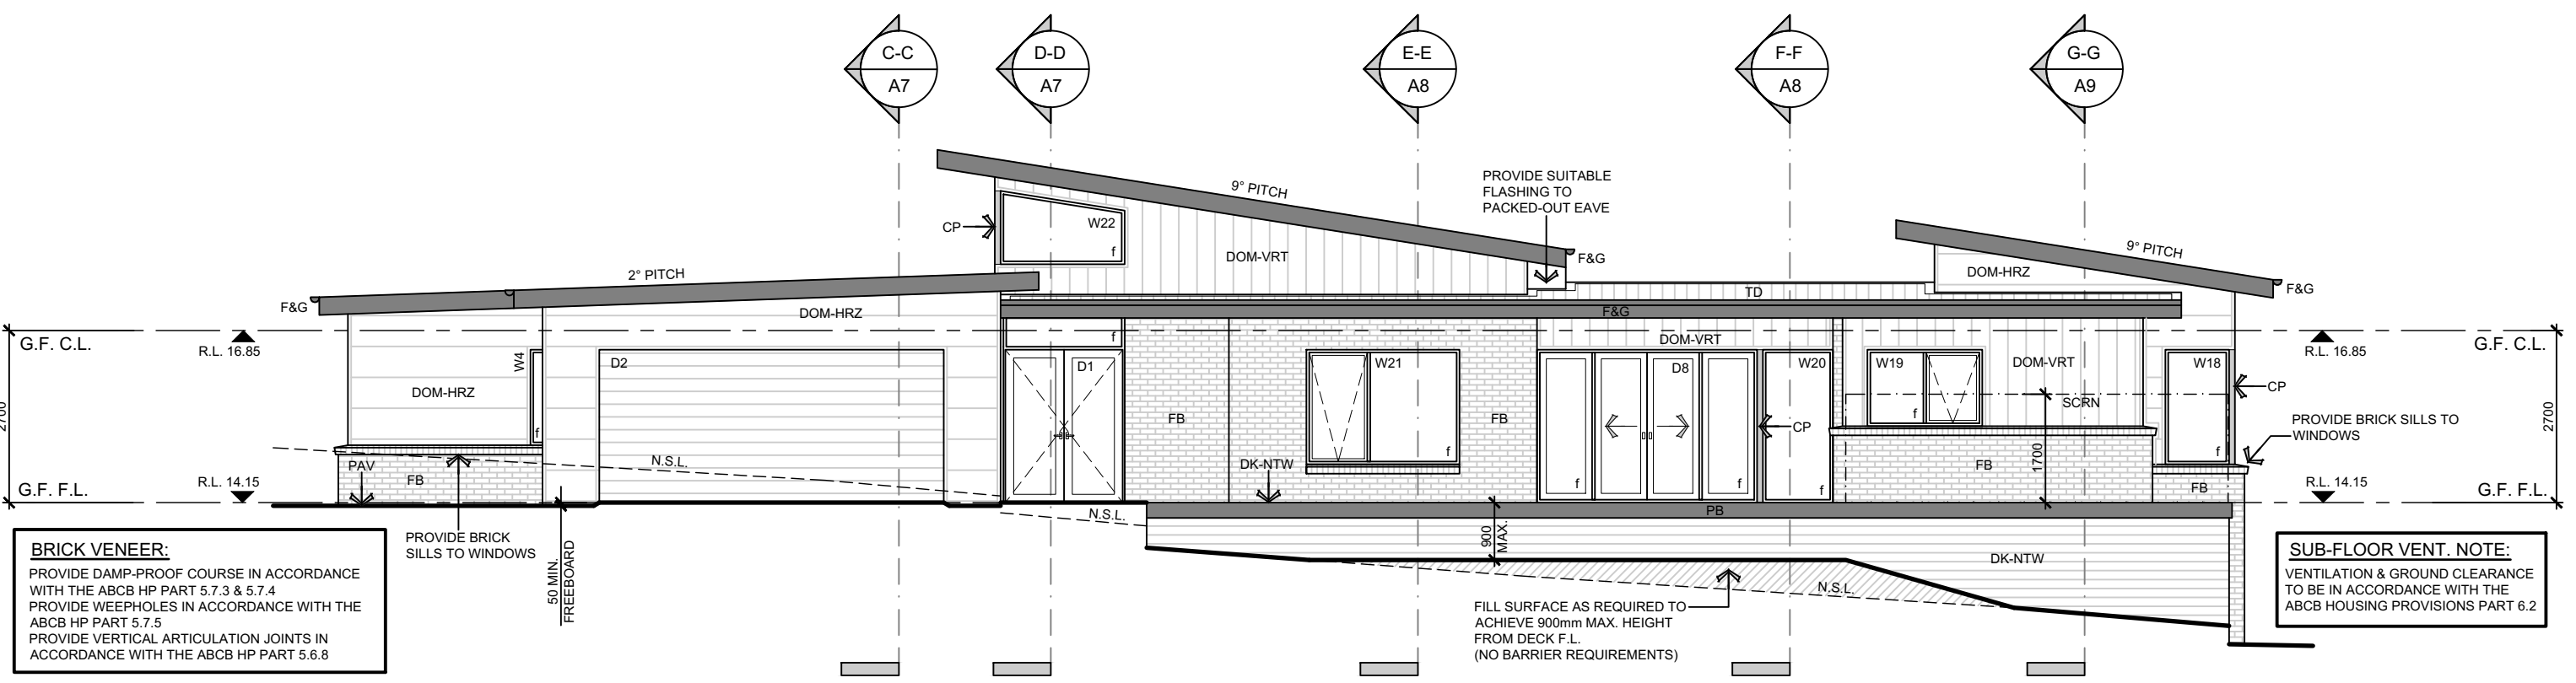 C-C
A7
D-D
A7
E-E
A8
F-F
A8
G-G
A9
9° PITCH
PROVIDE SUITABLE
FLASHING TO
PACKED-OUT EAVE
CP
W22
f
DOM-VRT
F&G
9° PITCH
DOM-HRZ
2° PITCH
TD
F&G
F&G
DOM-HRZ
F&G
G.F. C.L.
R.L. 16.85
f
DOM-VRT
R.L. 16.85
G.F. C.L.
2700
DOM-HRZ
W4
f
D2
D1
FB
W21
f
FB
D8
f
f
CP
W20
f
W19
f
DOM-VRT
SCRN
W18
f
CP
PROVIDE BRICK SILLS TO
WINDOWS
2700
N.S.L.
PAV
FB
DK-NTW
FB
1700
FB
R.L. 14.15
G.F. F.L.
R.L. 14.15
G.F. F.L.
N.S.L.
PB
900
MAX.
DK-NTW
N.S.L.
PROVIDE BRICK
SILLS TO WINDOWS
50 MIN.
FREEBOARD
FILL SURFACE AS REQUIRED TO
ACHIEVE 900mm MAX. HEIGHT
FROM DECK F.L.
(NO BARRIER REQUIREMENTS)
BRICK VENEER:
PROVIDE DAMP-PROOF COURSE IN ACCORDANCE
WITH THE ABCB HP PART 5.7.3 & 5.7.4
PROVIDE WEEPHOLES IN ACCORDANCE WITH THE
ABCB HP PART 5.7.5
PROVIDE VERTICAL ARTICULATION JOINTS IN
ACCORDANCE WITH THE ABCB HP PART 5.6.8
SUB-FLOOR VENT. NOTE:
VENTILATION & GROUND CLEARANCE
TO BE IN ACCORDANCE WITH THE
ABCB HOUSING PROVISIONS PART 6.2